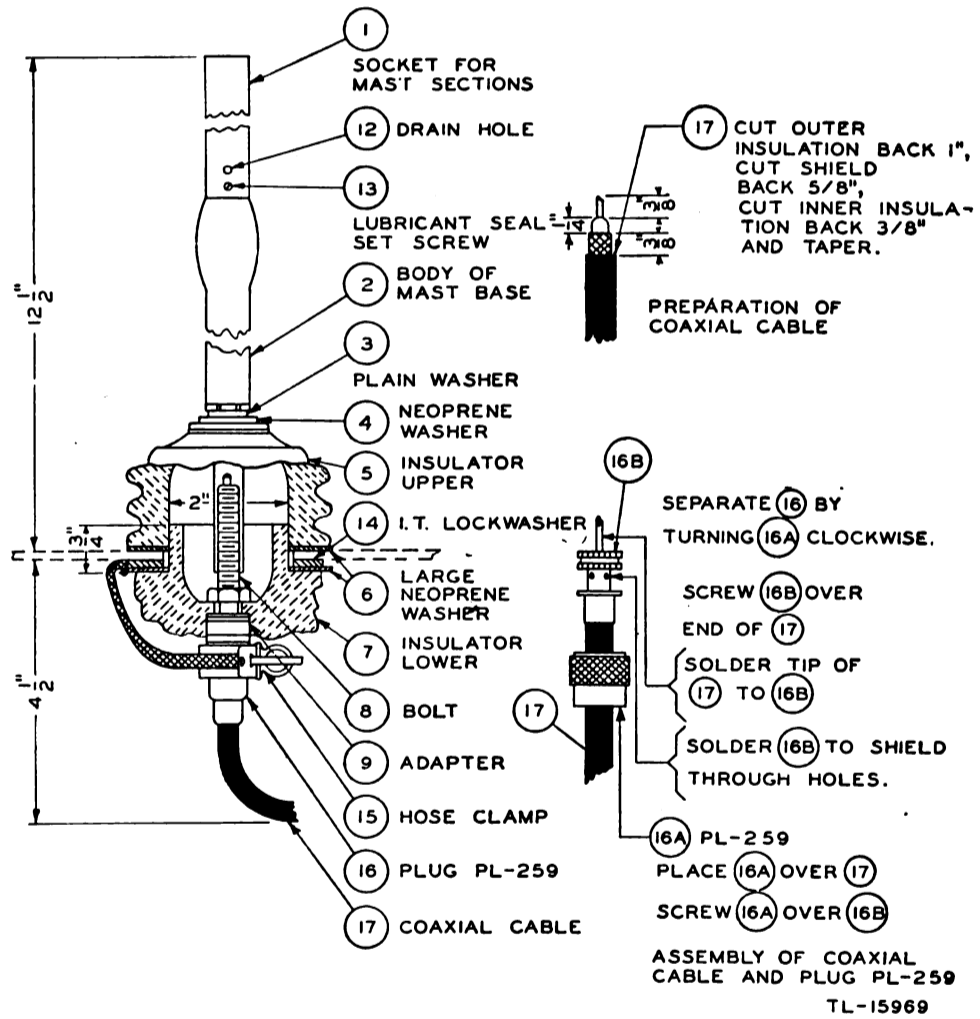 1
SOCKET FOR
MAST SECTIONS
12 DRAIN HOLE
13
LUBRICANT SEAL
SET SCREW
2 BODY OF
MAST BASE
3
PLAIN WASHER
4 NEOPRENE
WASHER
5 INSULATOR
UPPER
14 I.T. LOCKWASHER
6 LARGE
NEOPRENE
WASHER
7 INSULATOR
LOWER
8 BOLT
9 ADAPTER
15 HOSE CLAMP
16 PLUG PL-259
17 COAXIAL CABLE
12 1/2"
4 1/2"
3/4"
2"
17 CUT OUTER
INSULATION BACK 1",
CUT SHIELD
BACK 5/8",
CUT INNER INSULA-
TION BACK 3/8"
AND TAPER.
3/8"
1/4"
3/8"
PREPARATION OF
COAXIAL CABLE
16B
SEPARATE 16 BY
TURNING 16A CLOCKWISE.
SCREW 16B OVER
END OF 17
SOLDER TIP OF
17 TO 16B
17
SOLDER 16B TO SHIELD
THROUGH HOLES.
16A PL-259
PLACE 16A OVER 17
SCREW 16A OVER 16B
ASSEMBLY OF COAXIAL
CABLE AND PLUG PL-259
TL-15969